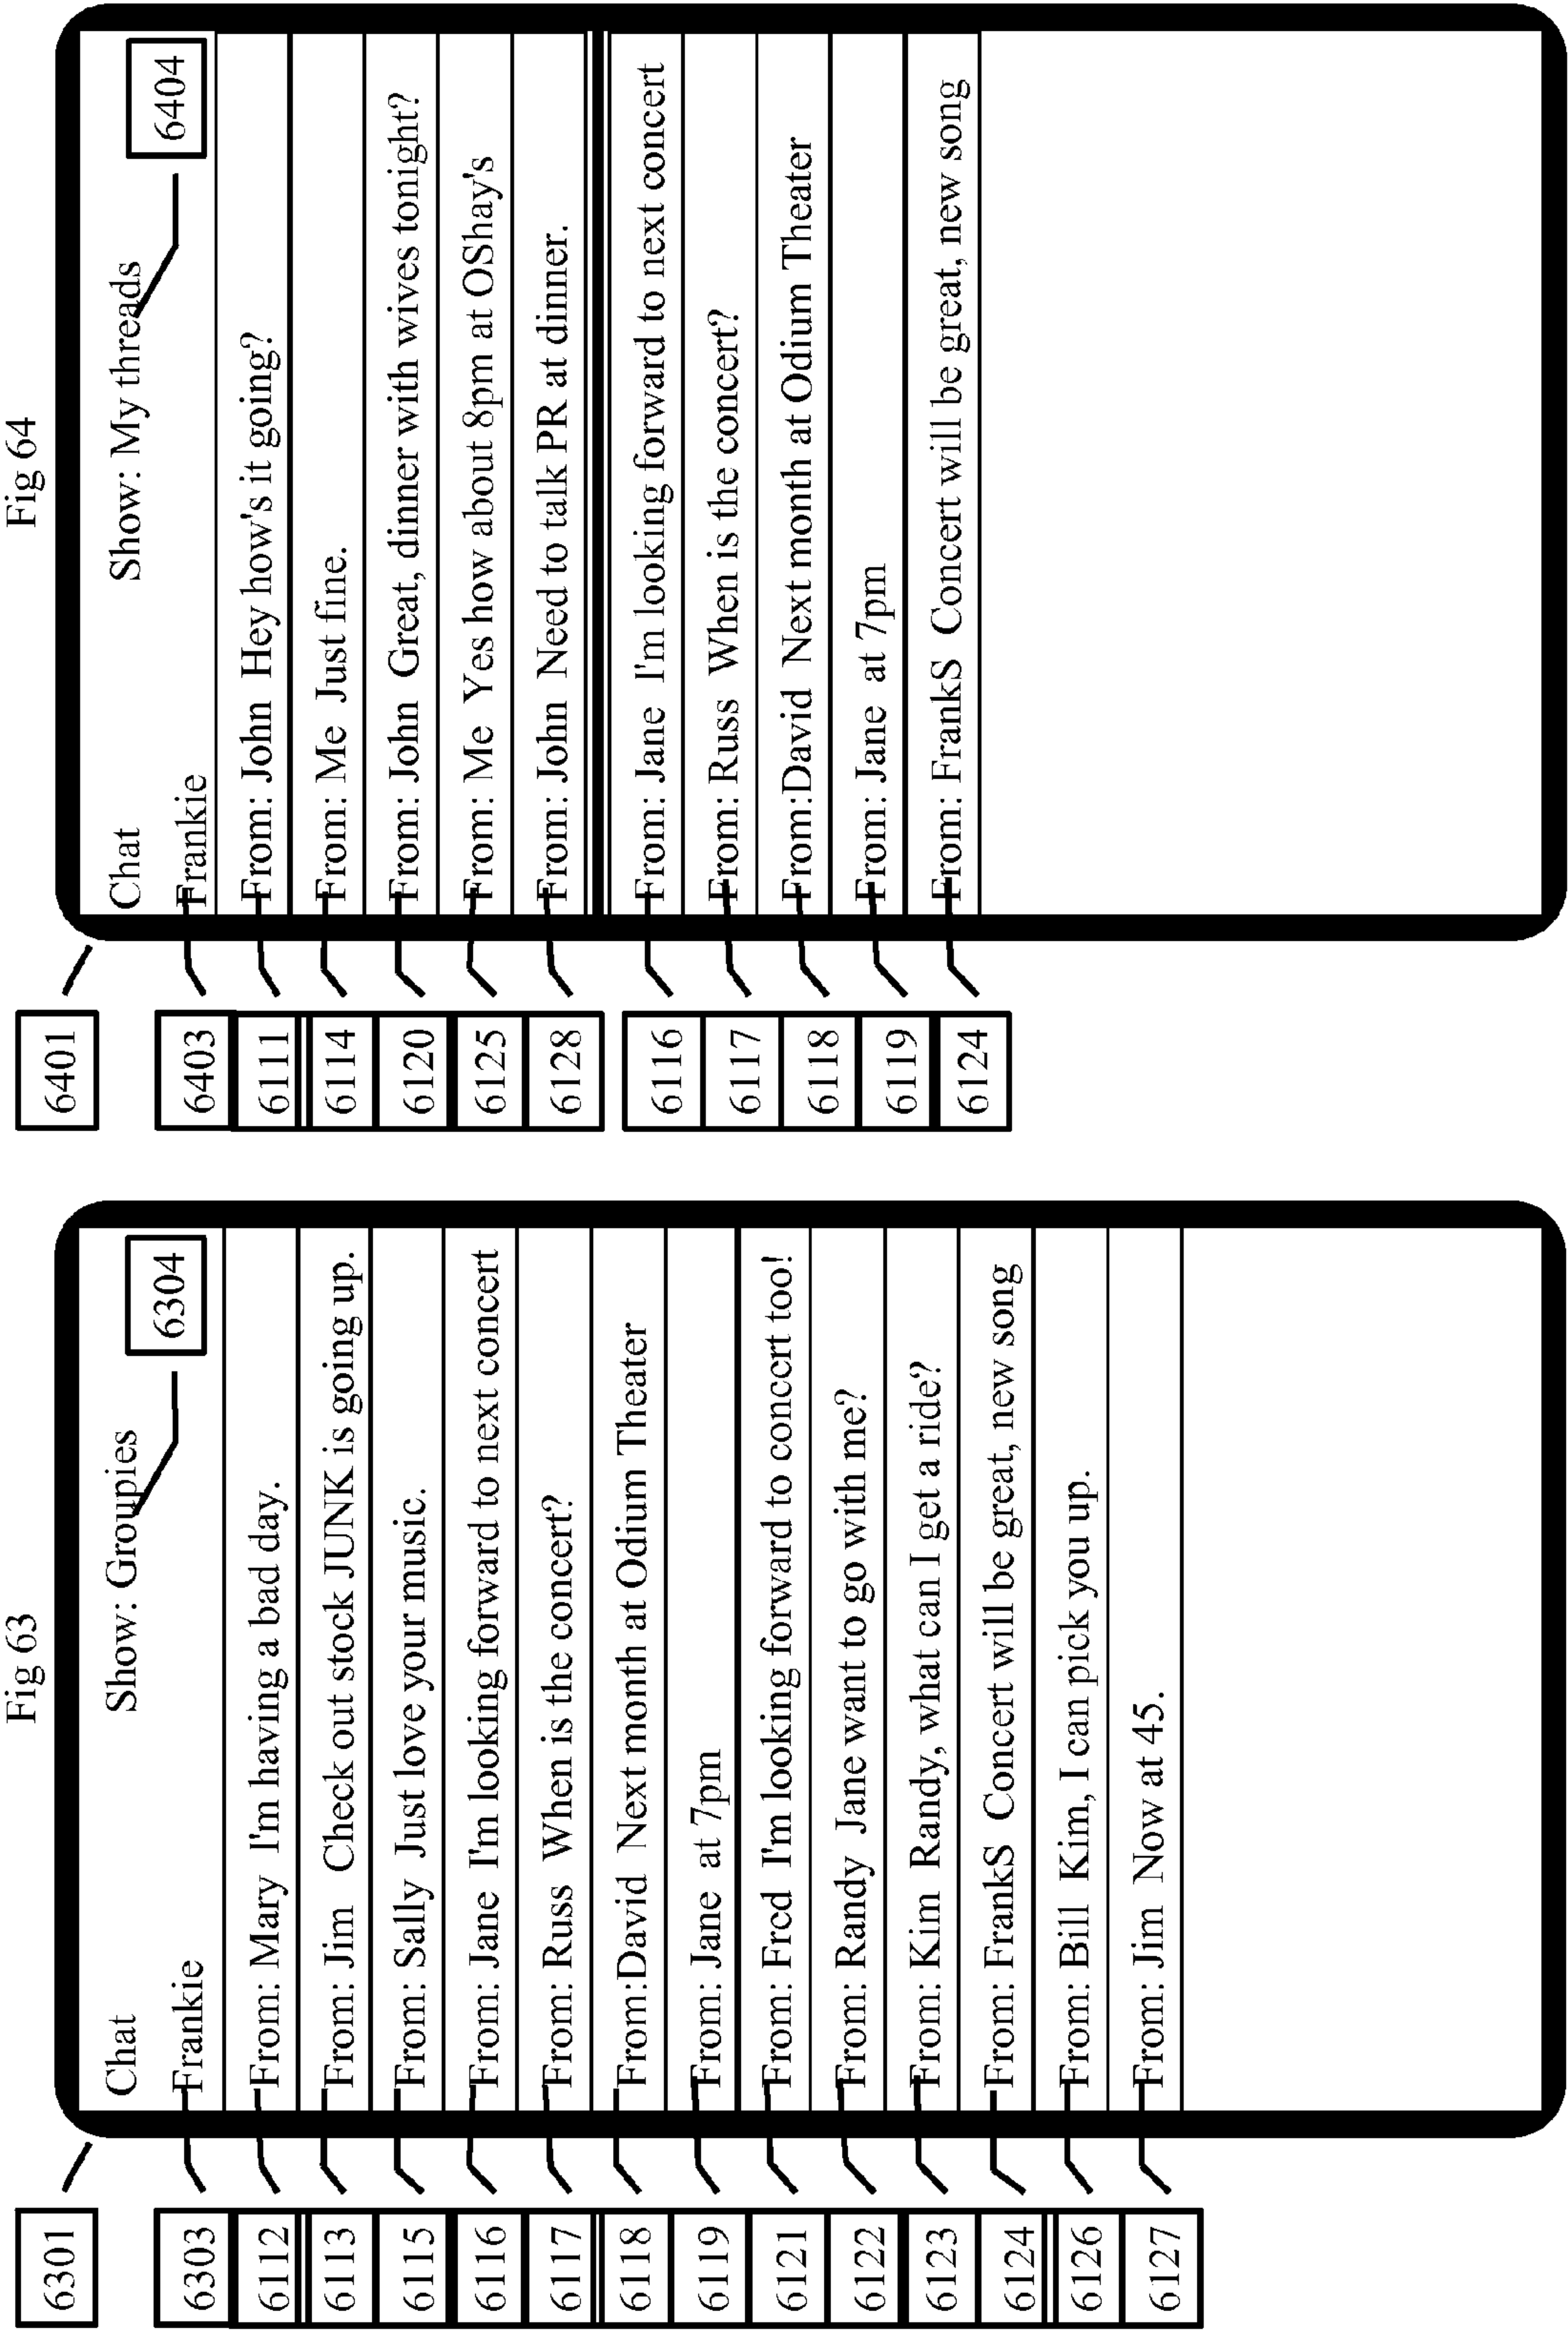 Fig 63
6301
Chat Show: Groupies
6304
6303 Frankie
6112 From: Mary I'm having a bad day.
6113 From: Jim Check out stock JUNK is going up.
6115 From: Sally Just love your music.
6116 From: Jane I'm looking forward to next concert
6117 From: Russ When is the concert?
6118 From:David Next month at Odium Theater
6119 From: Jane at 7pm
6121 From: Frcd I'm looking forward to conccrt too!
6122 From: Randy Jane want to go with me?
6123 From: Kim Randy, what can I get a ride?
6124 From: FrankS Concert will be great, new song
6126 From: Bill Kim, I can pick you up.
6127 From: Jim Now at 45.
Fig 64
6401
Chat Show: My threads
6404
6403 Frankie
6111 From: John Hey how's it going?
6114 From: Me Just fine.
6120 From: John Great, dinner with wives tonight?
6125 From: Me Yes how about 8pm at OShay's
6128 From: John Need to talk PR at dinner.
6116 From: Jane I'm looking forward to next concert
6117 From: Russ When is the concert?
6118 From:David Next month at Odium Theater
6119 From: Jane at 7pm
6124 From: FrankS Concert will be great, new song